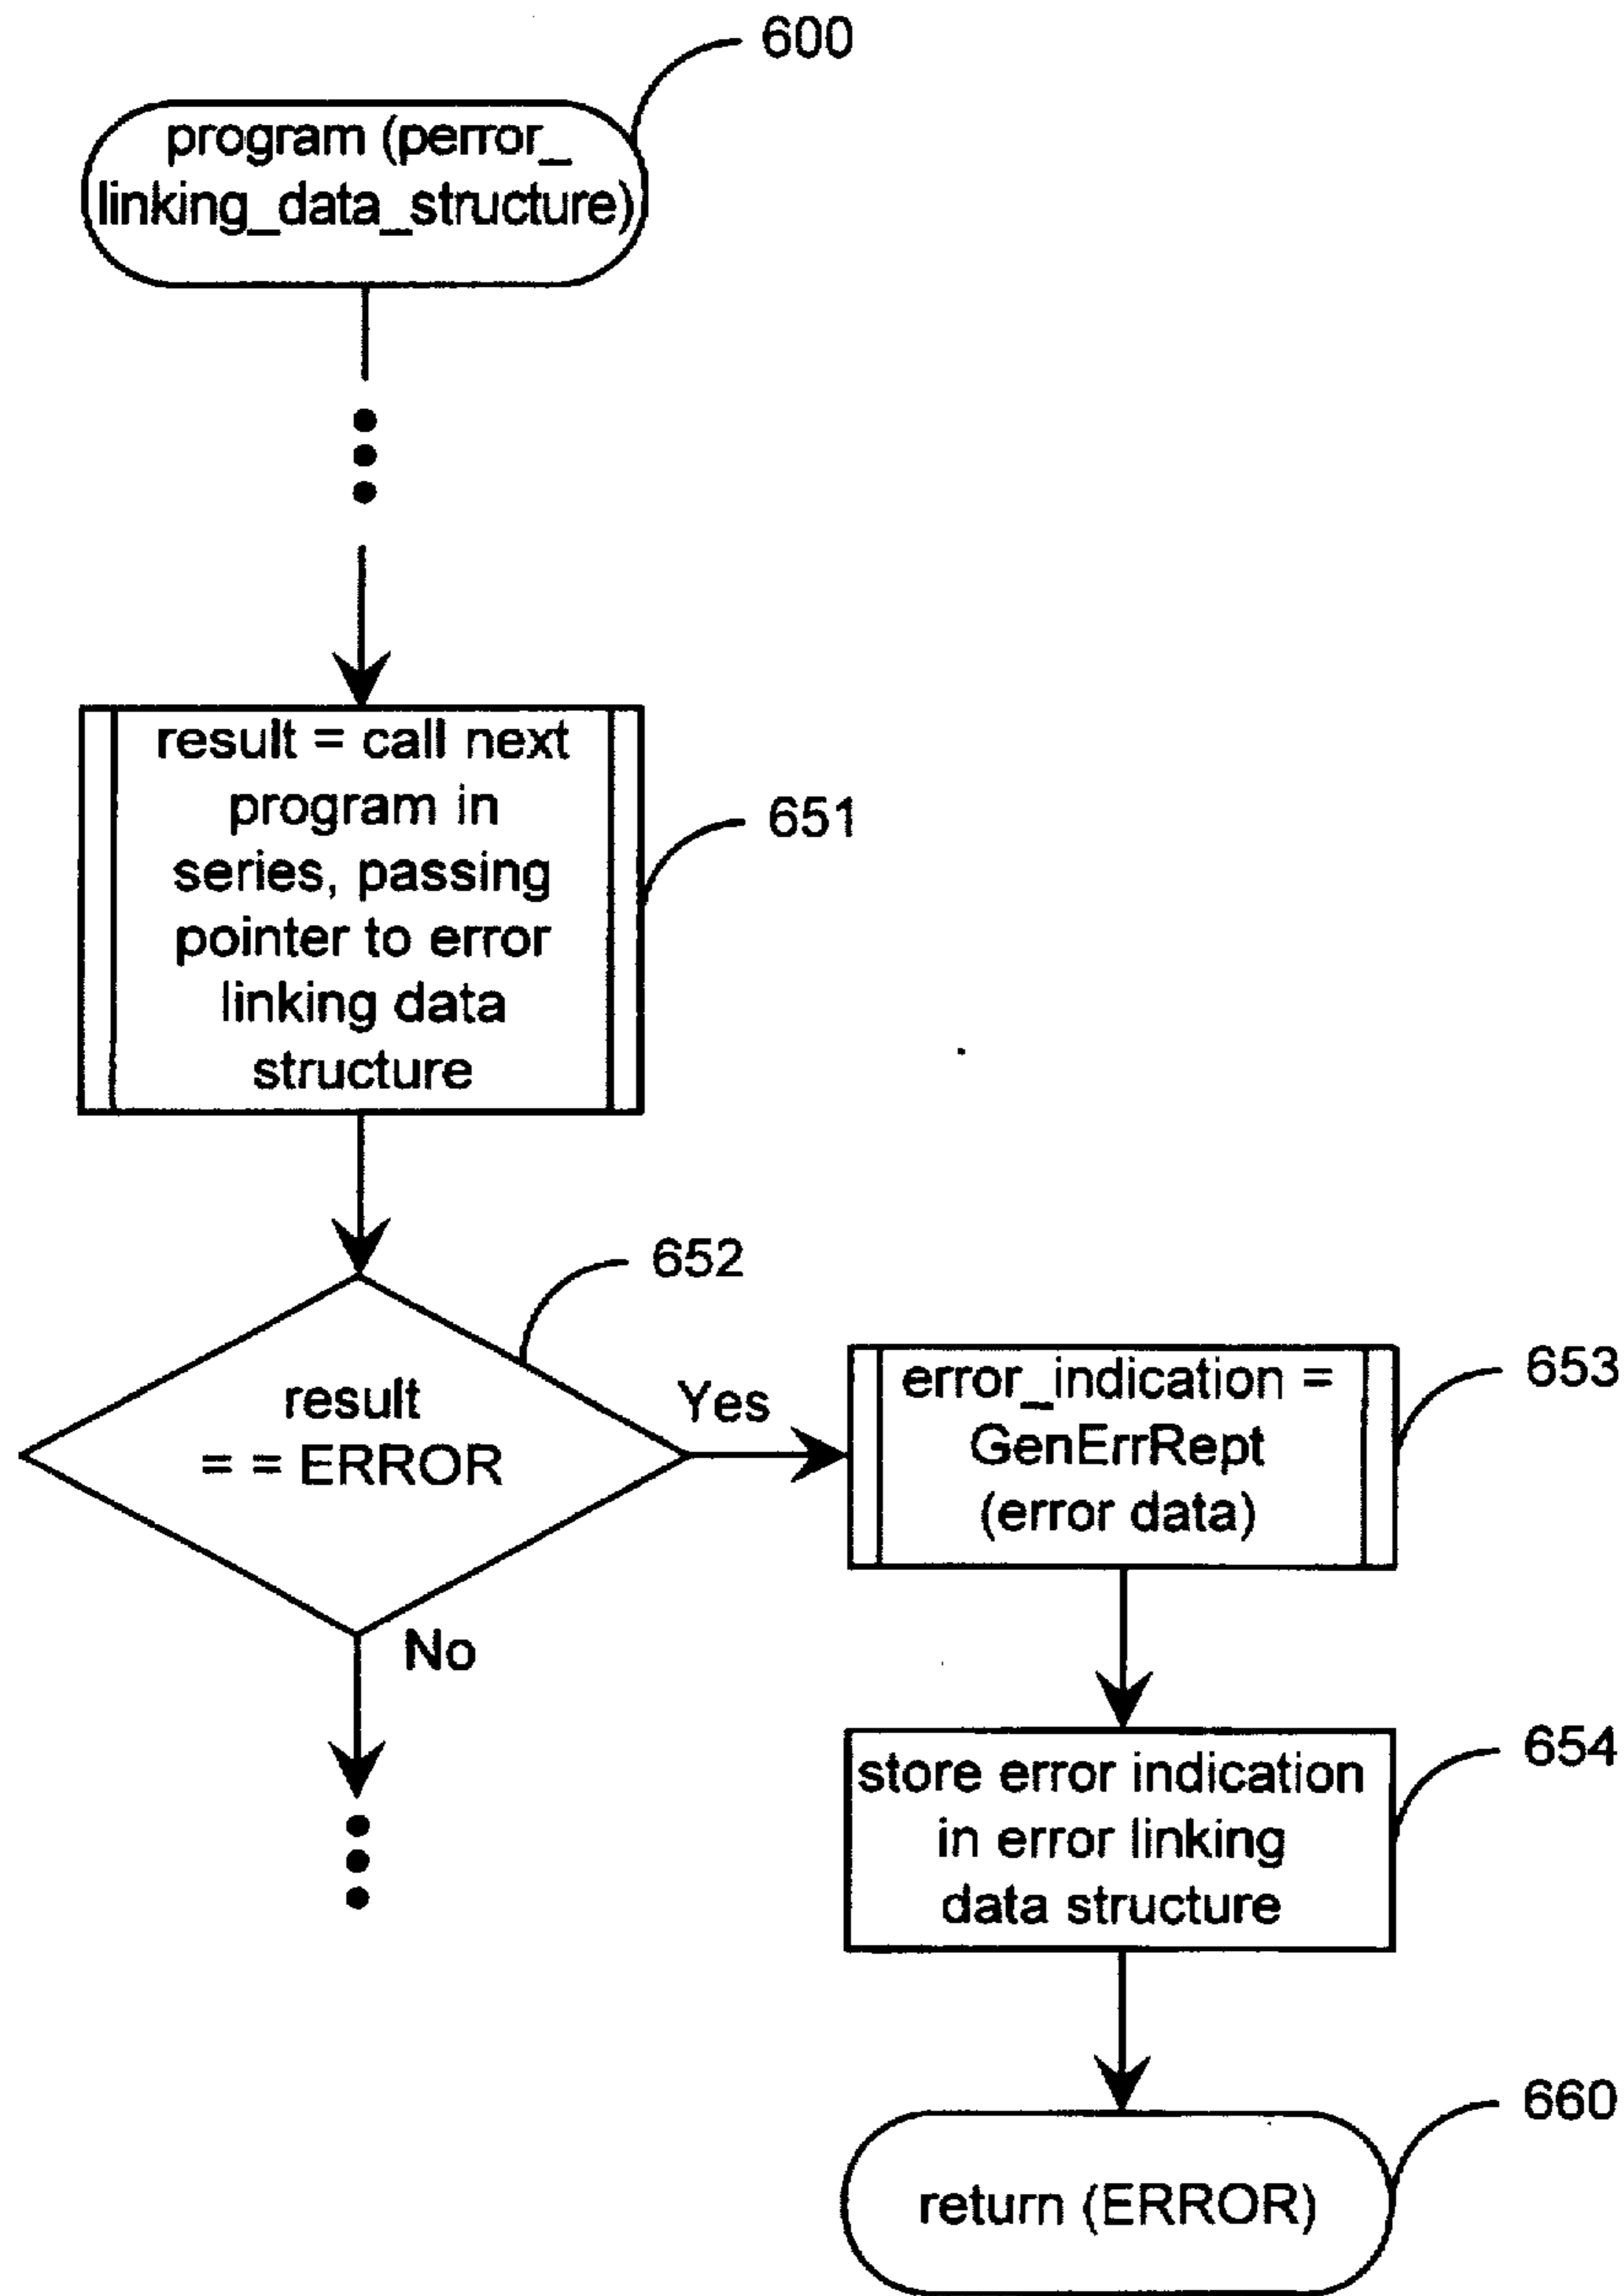 600
program (perror_
linking_data_structure)
result = call next
program in
series, passing
pointer to error
linking data
structure
651
652
result
= = ERROR
Yes
No
error_indication =
GenErrRept
(error data)
653
store error indication
in error linking
data structure
654
return (ERROR)
660